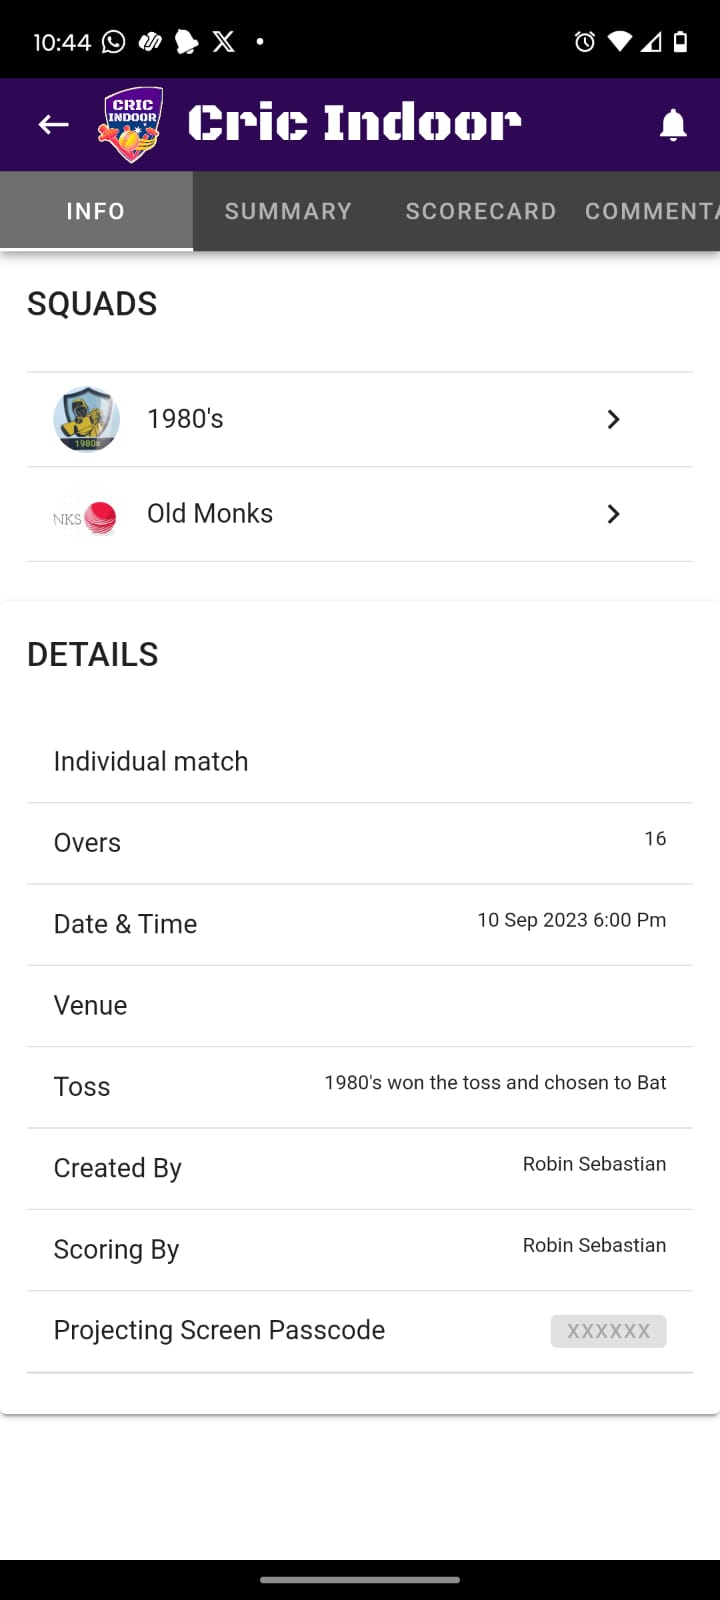 10:44
CRIC
INDOOR
Cric Indoor
INFO
SUMMARY
SCORECARD
COMMENTA
SQUADS
1980s
1980's
NKS
Old Monks
DETAILS
Individual match
Overs 16
Date & Time 10 Sep 2023 6:00 Pm
Venue
Toss 1980's won the toss and chosen to Bat
Created By Robin Sebastian
Scoring By Robin Sebastian
Projecting Screen Passcode XXXXXX